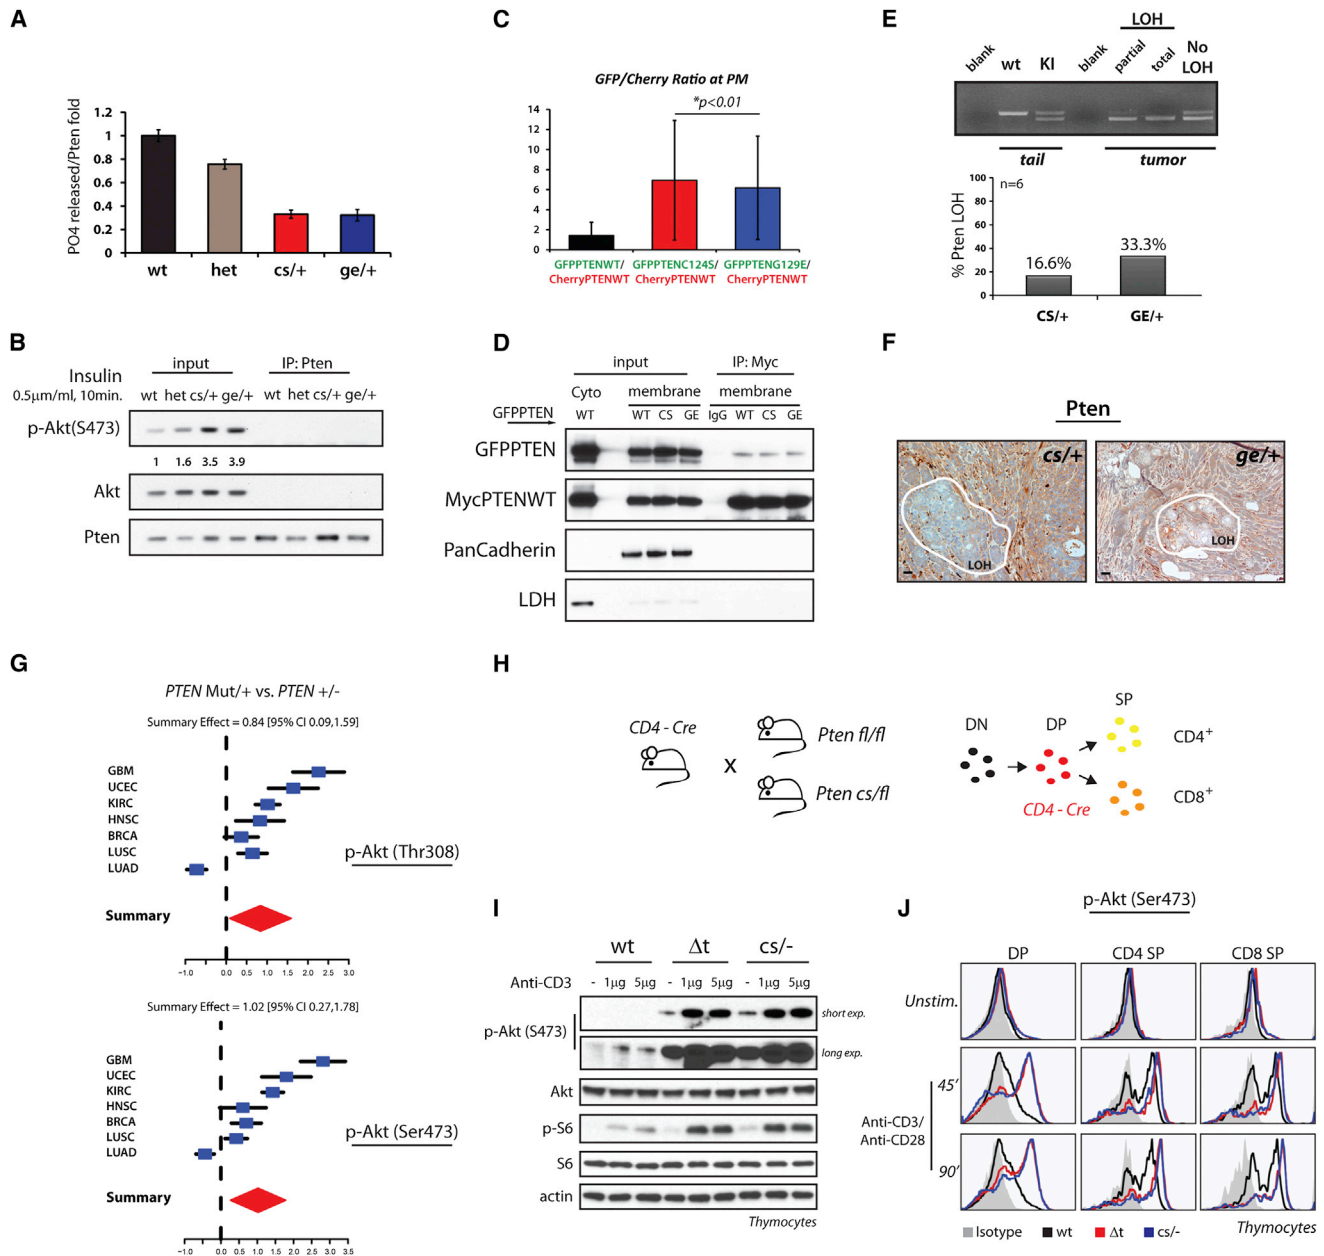 A
PO4 released/Pten fold
1.2
1
0.8
0.6
0.4
0.2
0
wt het cs/+ ge/+
B
Insulin
0.5μm/ml, 10min.
input IP: Pten
wt het cs/+ ge/+ wt het cs/+ ge/+
p-Akt(S473)
1 1.6 3.5 3.9
Akt
Pten
C
GFP/Cherry Ratio at PM
*p<0.01
14
12
10
8
6
4
2
0
GFPPTENWT/ GFPPTENC124S/ GFPPTENG129E/
CherryPTENWT CherryPTENWT CherryPTENWT
D
input IP: Myc
Cyto membrane membrane
GFPPTEN WT WT CS GE IgG WT CS GE
GFPPTEN
MycPTENWT
PanCadherin
LDH
E
LOH
blank wt KI blank partial total No LOH
tail tumor
% Pten LOH
n=6
100
80
60
40
20
0
16.6%
33.3%
CS/+ GE/+
F
Pten
cs/+ ge/+
LOH LOH
G
PTEN Mut/+ vs. PTEN +/-
Summary Effect = 0.84 [95% CI 0.09,1.59]
GBM
UCEC
KIRC
HNSC
BRCA
LUSC
LUAD
p-Akt (Thr308)
Summary
-1.0 0.0 0.5 1.0 1.5 2.0 2.5 3.0
Summary Effect = 1.02 [95% CI 0.27,1.78]
GBM
UCEC
KIRC
HNSC
BRCA
LUSC
LUAD
p-Akt (Ser473)
Summary
-1.0 0.0 0.5 1.0 1.5 2.0 2.5 3.0 3.5
H
CD4 - Cre X Pten fl/fl
Pten cs/fl
DN DP SP
CD4+
CD8+
CD4 - Cre
I
wt Δt cs/-
Anti-CD3 - 1μg 5μg - 1μg 5μg - 1μg 5μg
p-Akt (S473)
short exp.
long exp.
Akt
p-S6
S6
actin
Thymocytes
J
p-Akt (Ser473)
DP CD4 SP CD8 SP
Unstim.
45′
Anti-CD3/
Anti-CD28
90′
Isotype wt Δt cs/- Thymocytes